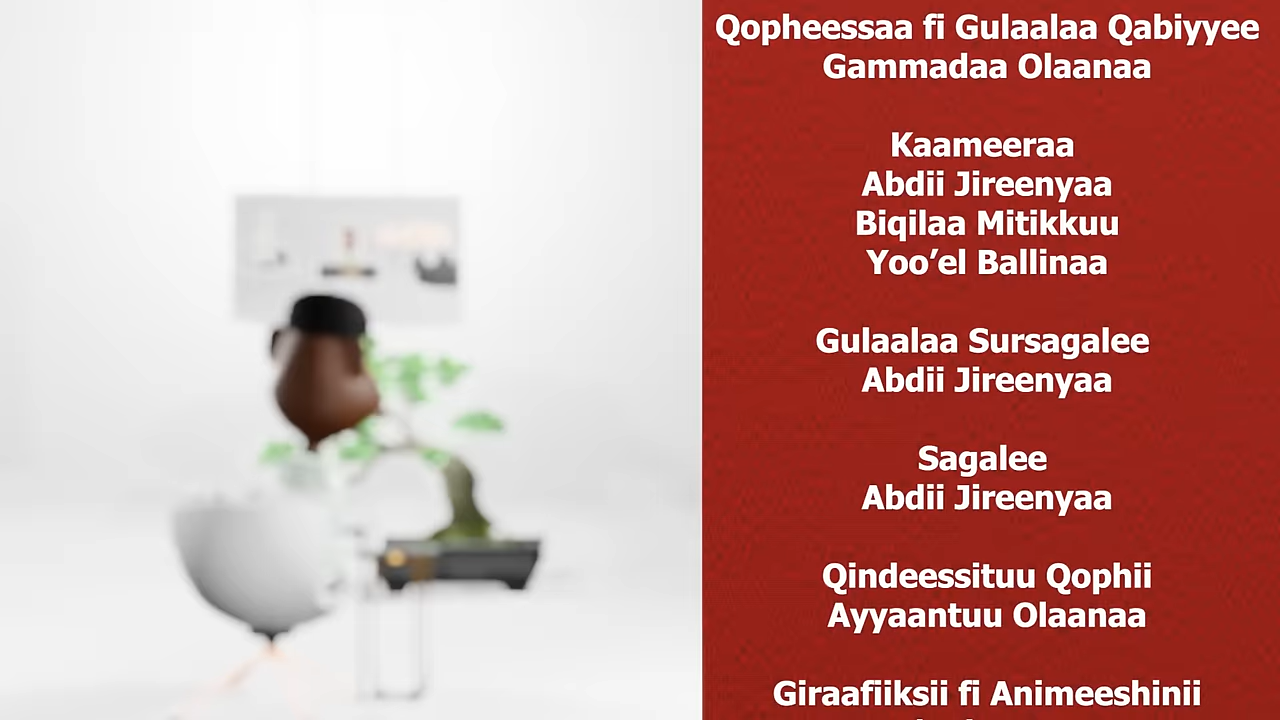 Qopheessaa fi Gulaalaa Qabiyyee
Gammadaa Olaanaa
Kaameeraa
Abdii Jireenyaa
Biqilaa Mitikkuu
Yoo’el Ballinaa
Gulaalaa Sursagalee
Abdii Jireenyaa
Sagalee
Abdii Jireenyaa
Qindeessituu Qophii
Ayyaantuu Olaanaa
Giraafiiksii fi Animeeshinii